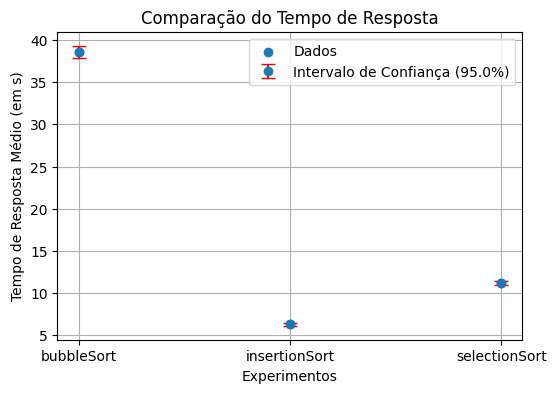 Comparação do Tempo de Resposta
Tempo de Resposta Médio (em s)
40
35
30
25
20
15
10
5
Dados
Intervalo de Confiança (95.0%)
bubbleSort
insertionSort
selectionSort
Experimentos